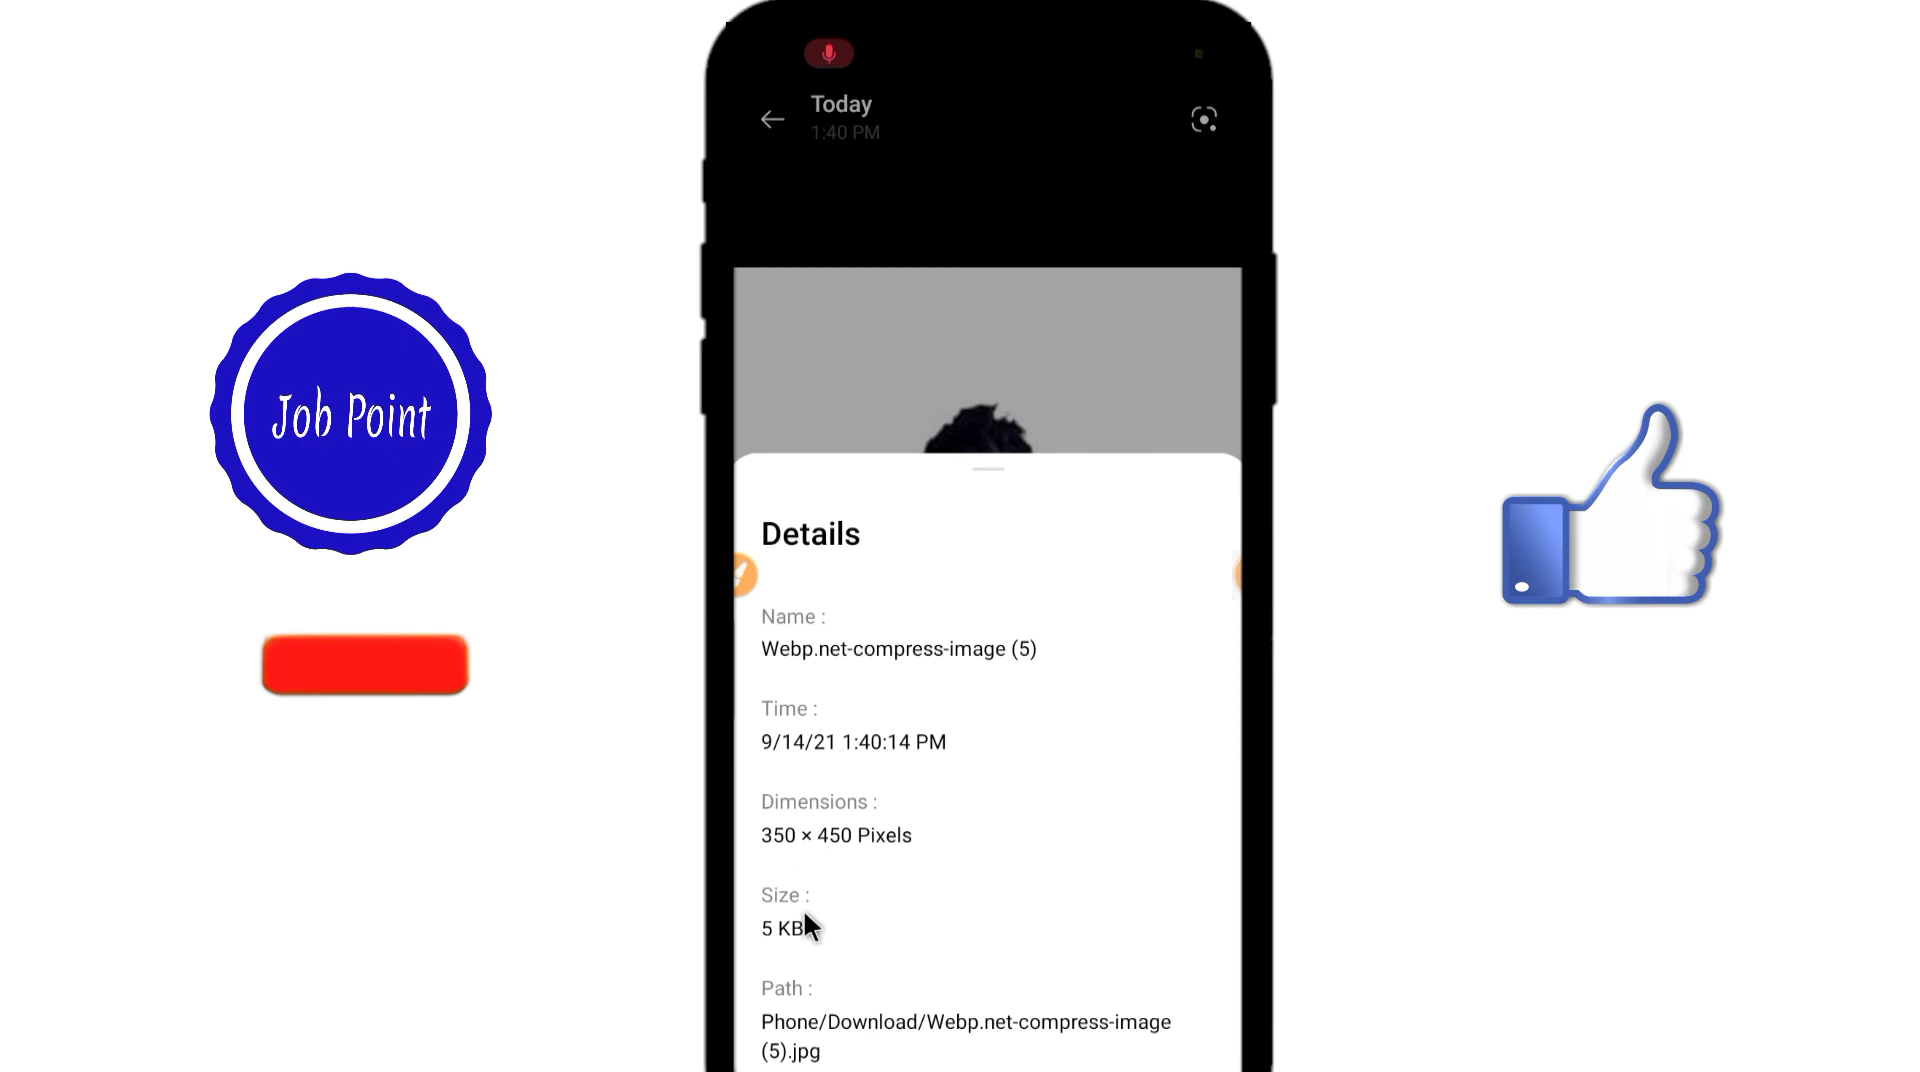 Today
1:40 PM
Job Point
Details
Name :
Webp.net-compress-image (5)
Time :
9/14/21 1:40:14 PM
Dimensions :
350 × 450 Pixels
Size :
5 KB
Path :
Phone/Download/Webp.net-compress-image
(5).jpg